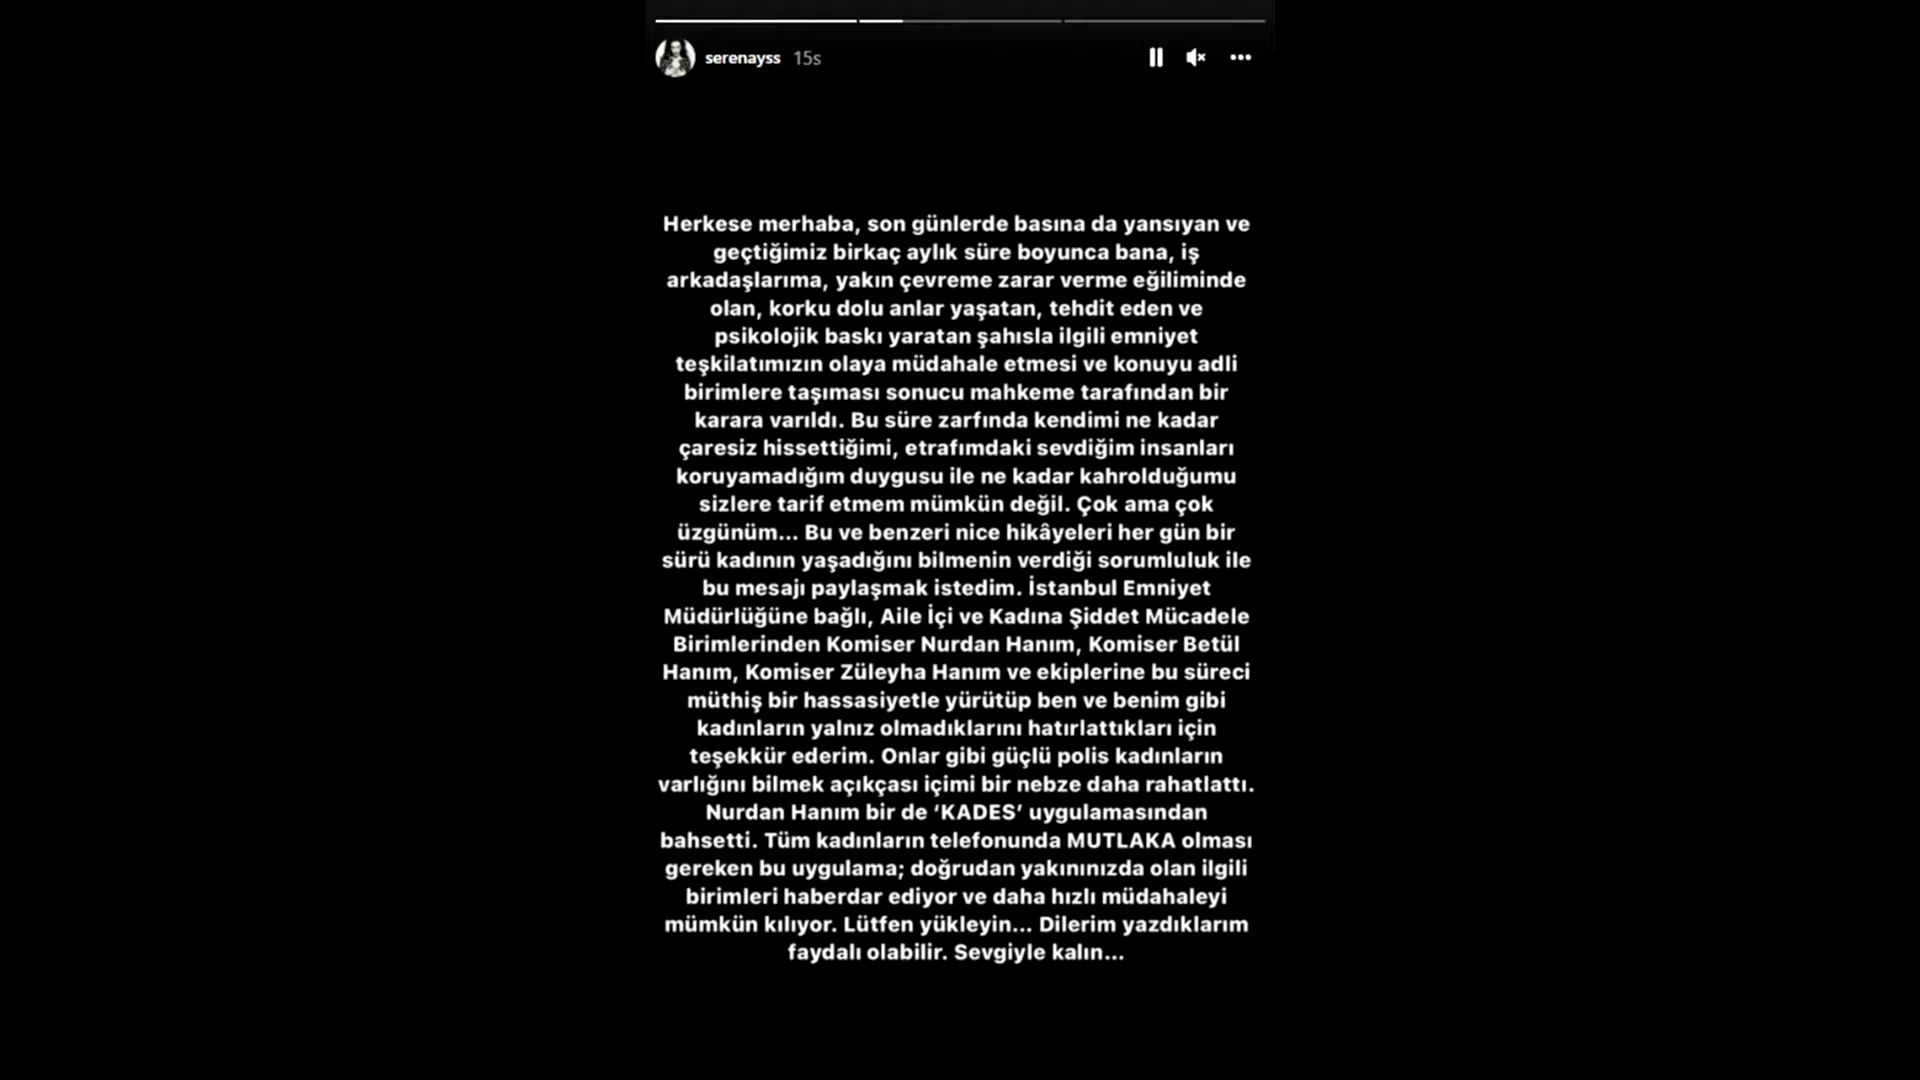 serenayss 15s
Herkese merhaba, son günlerde basına da yansıyan ve
geçtiğimiz birkaç aylık süre boyunca bana, iş
arkadaşlarıma, yakın çevreme zarar verme eğiliminde
olan, korku dolu anlar yaşatan, tehdit eden ve
psikolojik baskı yaratan şahısla ilgili emniyet
teşkilatımızın olaya müdahale etmesi ve konuyu adli
birimlere taşıması sonucu mahkeme tarafından bir
karara varıldı. Bu süre zarfında kendimi ne kadar
çaresiz hissettiğimi, etrafımdaki sevdiğim insanları
koruyamadığım duygusu ile ne kadar kahrolduğumu
sizlere tarif etmem mümkün değil. Çok ama çok
üzgünüm... Bu ve benzeri nice hikâyeleri her gün bir
sürü kadının yaşadığını bilmenin verdiği sorumluluk ile
bu mesajı paylaşmak istedim. İstanbul Emniyet
Müdürlüğüne bağlı, Aile İçi ve Kadına Şiddet Mücadele
Birimlerinden Komiser Nurdan Hanım, Komiser Betül
Hanım, Komiser Züleyha Hanım ve ekiplerine bu süreci
müthiş bir hassasiyetle yürütüp ben ve benim gibi
kadınların yalnız olmadıklarını hatırlattıkları için
teşekkür ederim. Onlar gibi güçlü polis kadınların
varlığını bilmek açıkçası içimi bir nebze daha rahatlattı.
Nurdan Hanım bir de ‘KADES’ uygulamasından
bahsetti. Tüm kadınların telefonunda MUTLAKA olması
gereken bu uygulama; doğrudan yakınınızda olan ilgili
birimleri haberdar ediyor ve daha hızlı müdahaleyi
mümkün kılıyor. Lütfen yükleyin... Dilerim yazdıklarım
faydalı olabilir. Sevgiyle kalın...